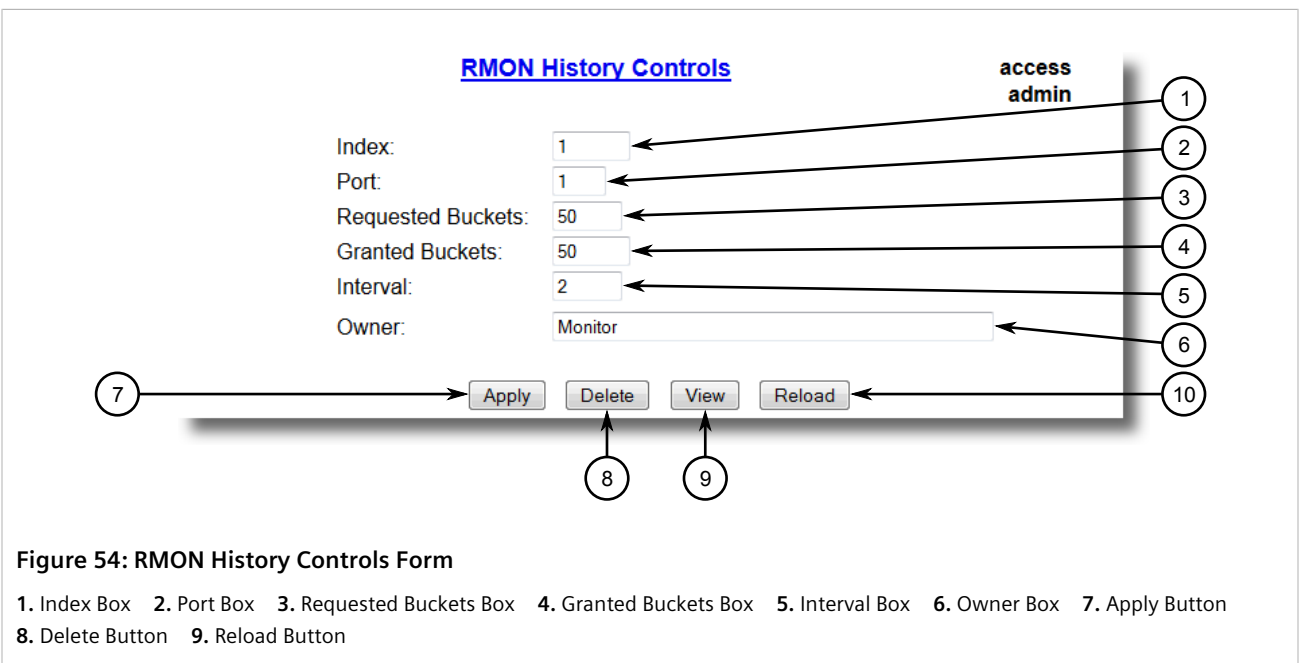 RMON History Controls
access
admin
1
Index: 1
2
Port: 1
3
Requested Buckets: 50
4
Granted Buckets: 50
Interval: 2
5
Owner: Monitor
6
7
Apply Delete View Reload
10
8 9
Figure 54: RMON History Controls Form
1. Index Box 2. Port Box 3. Requested Buckets Box 4. Granted Buckets Box 5. Interval Box 6. Owner Box 7. Apply Button
8. Delete Button 9. Reload Button